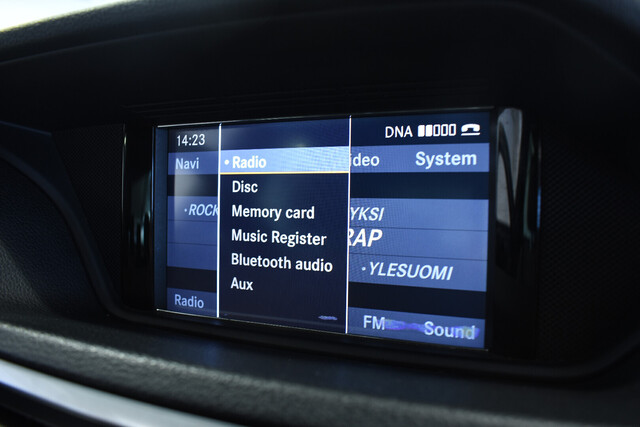 14:23 DNA
Navi • Radio ideo System
Disc
• ROCK Memory card YKSI
Music Register RAP
Bluetooth audio • YLESUOMI
Aux
Radio FM Sound